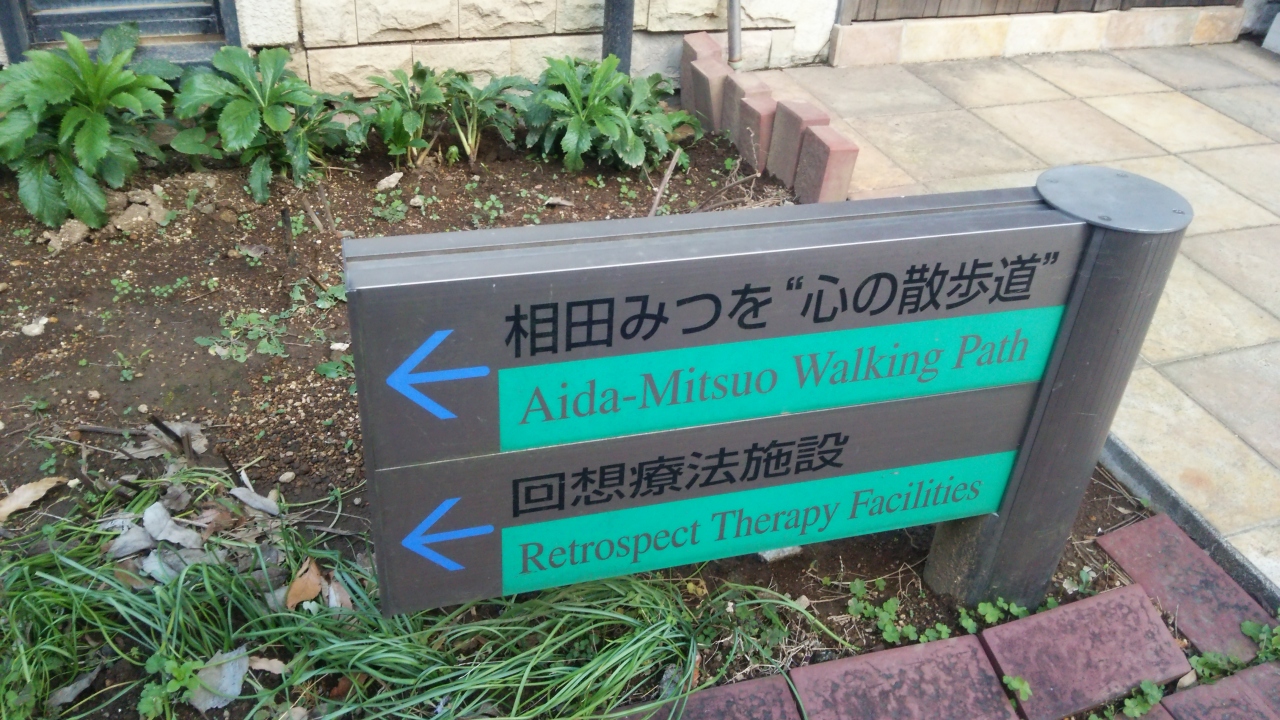 相田みつを“心の散歩道”
Aida-Mitsuo Walking Path
回想療法施設
Retrospect Therapy Facilities